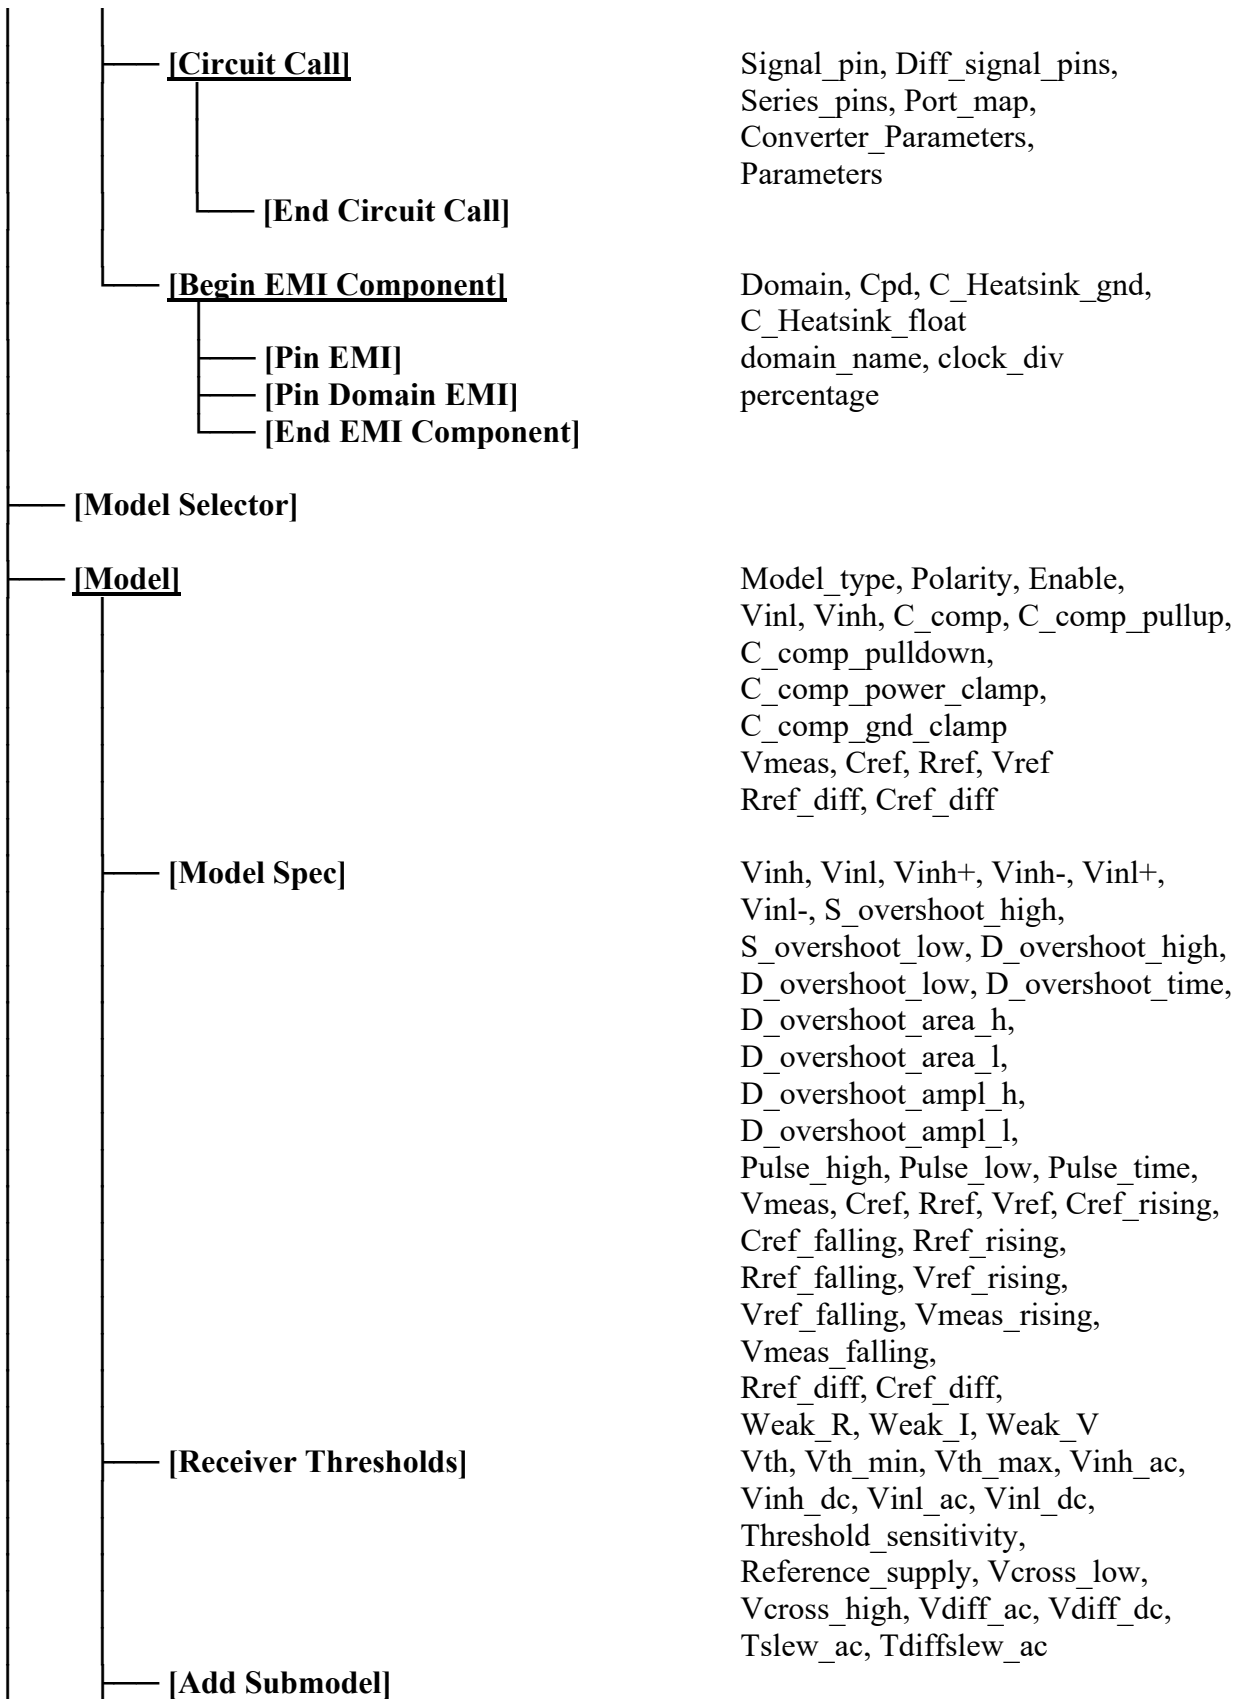 [Circuit Call] Signal_pin, Diff_signal_pins,
Series_pins, Port_map,
Converter_Parameters,
Parameters
[End Circuit Call]
[Begin EMI Component] Domain, Cpd, C_Heatsink_gnd,
C_Heatsink_float
[Pin EMI] domain_name, clock_div
[Pin Domain EMI] percentage
[End EMI Component]
[Model Selector]
[Model] Model_type, Polarity, Enable,
Vinl, Vinh, C_comp, C_comp_pullup,
C_comp_pulldown,
C_comp_power_clamp,
C_comp_gnd_clamp
Vmeas, Cref, Rref, Vref
Rref_diff, Cref_diff
[Model Spec] Vinh, Vinl, Vinh+, Vinh-, Vinl+,
Vinl-, S_overshoot_high,
S_overshoot_low, D_overshoot_high,
D_overshoot_low, D_overshoot_time,
D_overshoot_area_h,
D_overshoot_area_l,
D_overshoot_ampl_h,
D_overshoot_ampl_l,
Pulse_high, Pulse_low, Pulse_time,
Vmeas, Cref, Rref, Vref, Cref_rising,
Cref_falling, Rref_rising,
Rref_falling, Vref_rising,
Vref_falling, Vmeas_rising,
Vmeas_falling,
Rref_diff, Cref_diff,
Weak_R, Weak_I, Weak_V
[Receiver Thresholds] Vth, Vth_min, Vth_max, Vinh_ac,
Vinh_dc, Vinl_ac, Vinl_dc,
Threshold_sensitivity,
Reference_supply, Vcross_low,
Vcross_high, Vdiff_ac, Vdiff_dc,
Tslew_ac, Tdiffslew_ac
[Add Submodel]